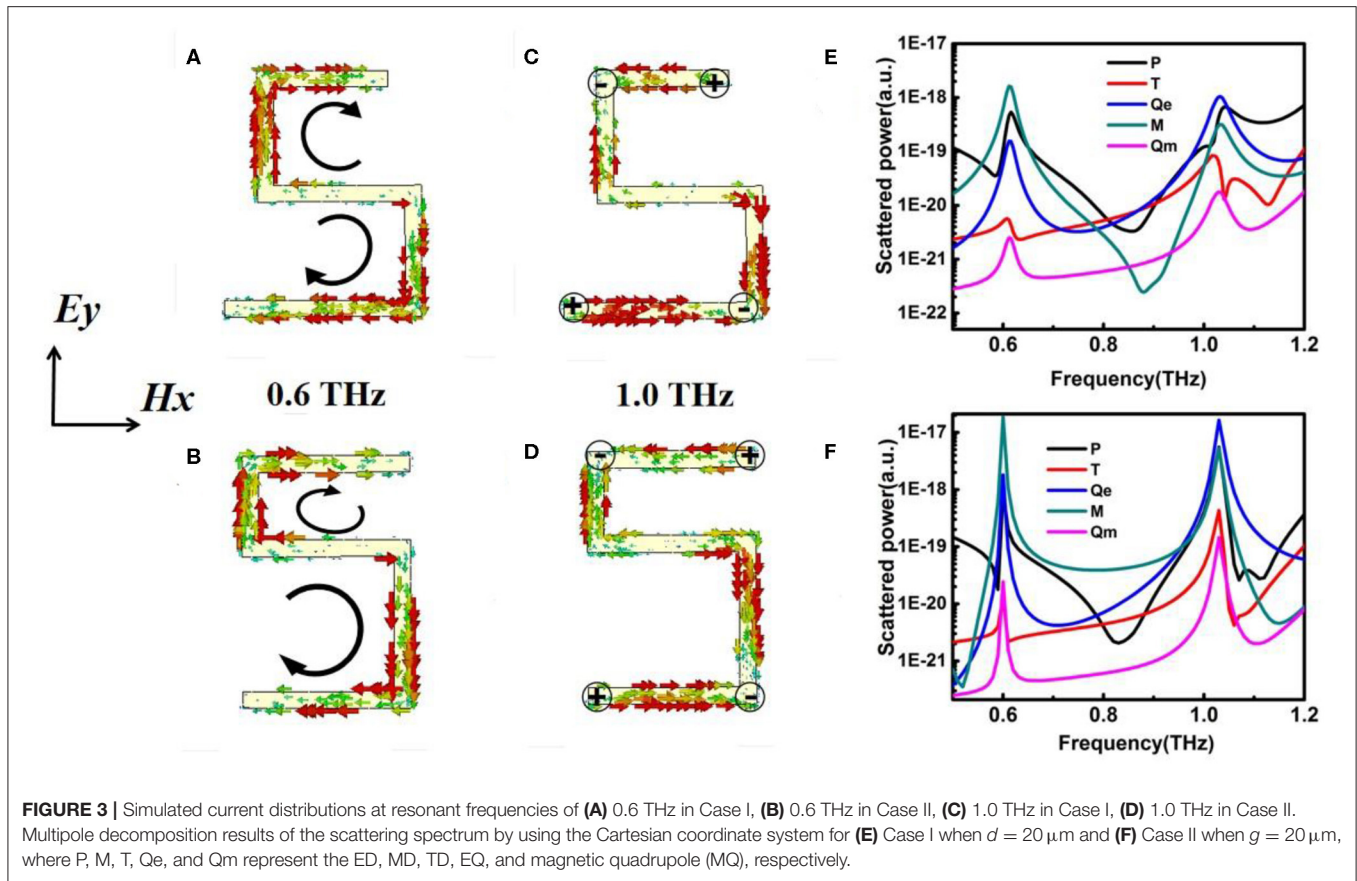 A
C
E
-
+
+
-
Ey
Hx
0.6 THz
1.0 THz
B
D
F
-
+
+
-
1E-17
1E-18
1E-19
1E-20
1E-21
1E-22
Scattered power(a.u.)
P
T
Qe
M
Qm
0.6
0.8
1.0
1.2
Frequency(THz)
1E-17
1E-18
1E-19
1E-20
1E-21
Scattered power(a.u.)
P
T
Qe
M
Qm
0.6
0.8
1.0
1.2
Frequency(THz)
FIGURE 3 | Simulated current distributions at resonant frequencies of (A) 0.6 THz in Case I, (B) 0.6 THz in Case II, (C) 1.0 THz in Case I, (D) 1.0 THz in Case II.
Multipole decomposition results of the scattering spectrum by using the Cartesian coordinate system for (E) Case I when d = 20 μm and (F) Case II when g = 20 μm,
where P, M, T, Qe, and Qm represent the ED, MD, TD, EQ, and magnetic quadrupole (MQ), respectively.